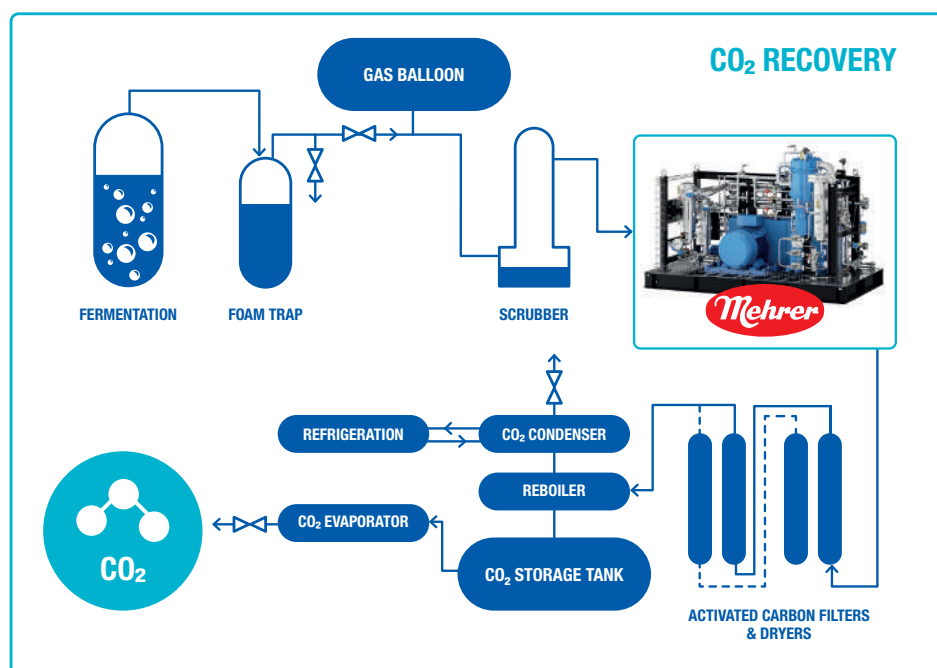 CO₂ RECOVERY
GAS BALLOON
FERMENTATION
FOAM TRAP
SCRUBBER
Mehrer
REFRIGERATION
CO₂ CONDENSER
REBOILER
CO₂ EVAPORATOR
CO₂
CO₂ STORAGE TANK
ACTIVATED CARBON FILTERS
& DRYERS